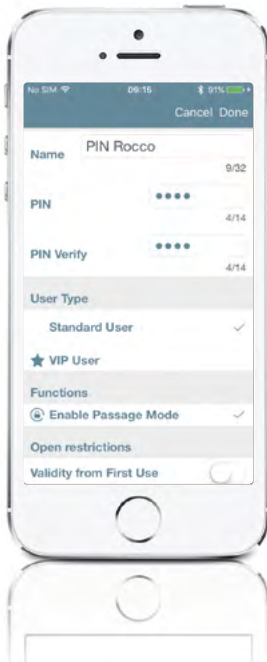 No SIM 09:15 91%
Cancel Done
Name PIN Rocco
9/32
PIN ••••
4/14
PIN Verify ••••
4/14
User Type
Standard User
VIP User
Functions
Enable Passage Mode
Open restrictions
Validity from First Use